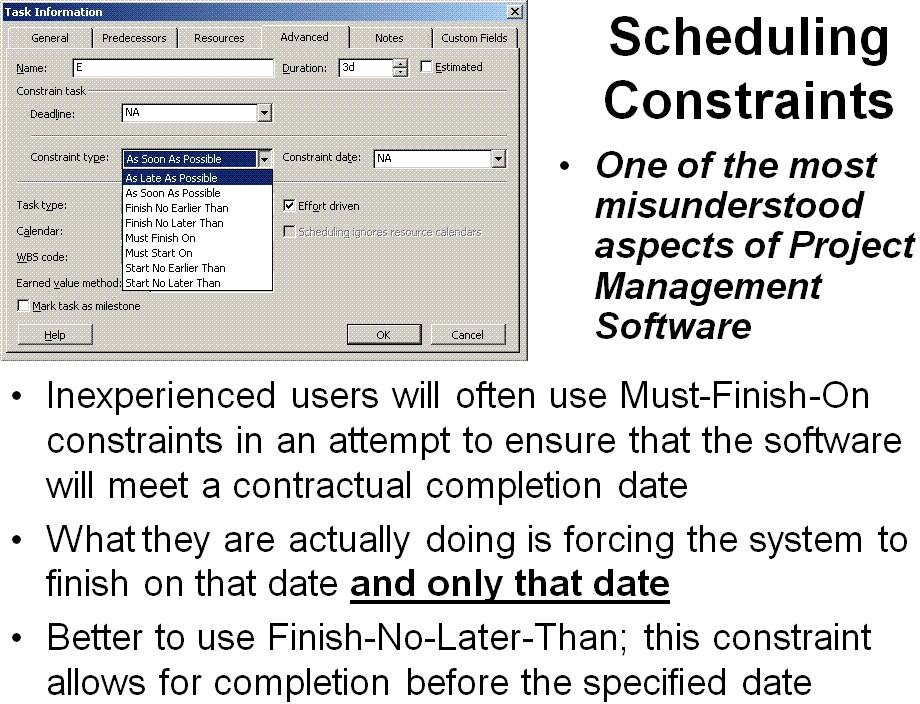 Task Information
General Predecessors Resources Advanced Notes Custom Fields
Name: E Duration: 3d Estimated
Constrain task
Deadline: NA
Constraint type: As Soon As Possible Constraint date: NA
As Late As Possible
As Soon As Possible
Finish No Earlier Than
Finish No Later Than
Must Finish On
Must Start On
Start No Earlier Than
Start No Later Than
Task type: Effort driven
Calendar: Scheduling ignores resource calendars
WBS code:
Earned value method:
Mark task as milestone
Help OK Cancel
Scheduling
Constraints
• One of the most
misunderstood
aspects of Project
Management
Software
• Inexperienced users will often use Must-Finish-On
constraints in an attempt to ensure that the software
will meet a contractual completion date
• What they are actually doing is forcing the system to
finish on that date and only that date
• Better to use Finish-No-Later-Than; this constraint
allows for completion before the specified date